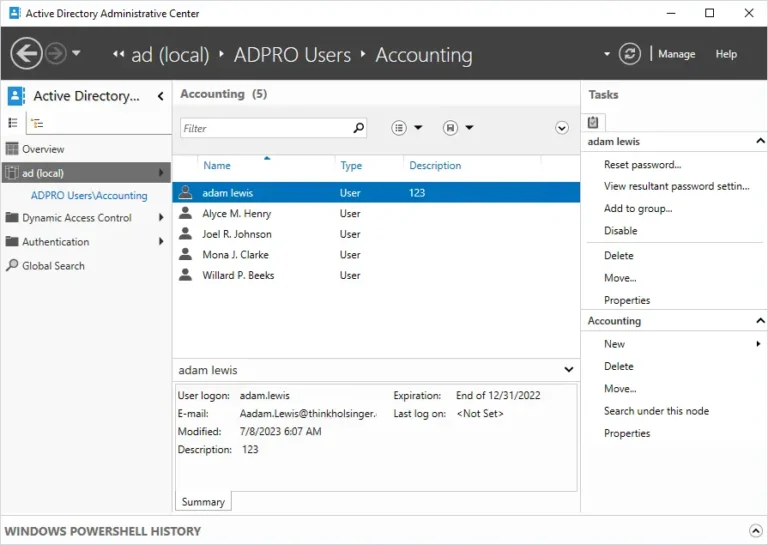 Active Directory Administrative Center
ad (local) ADPRO Users Accounting
Manage Help
Active Directory...
Overview
ad (local)
ADPRO Users\Accounting
Dynamic Access Control
Authentication
Global Search
Accounting (5)
Filter
Name Type Description
adam lewis User 123
Alyce M. Henry User
Joel R. Johnson User
Mona J. Clarke User
Willard P. Beeks User
adam lewis
User logon: adam.lewis Expiration: End of 12/31/2022
E-mail: Aadam.Lewis@thinkholsinger. Last log on: <Not Set>
Modified: 7/8/2023 6:07 AM
Description: 123
Summary
Tasks
adam lewis
Reset password...
View resultant password settin...
Add to group...
Disable
Delete
Move...
Properties
Accounting
New
Delete
Move...
Search under this node
Properties
WINDOWS POWERSHELL HISTORY